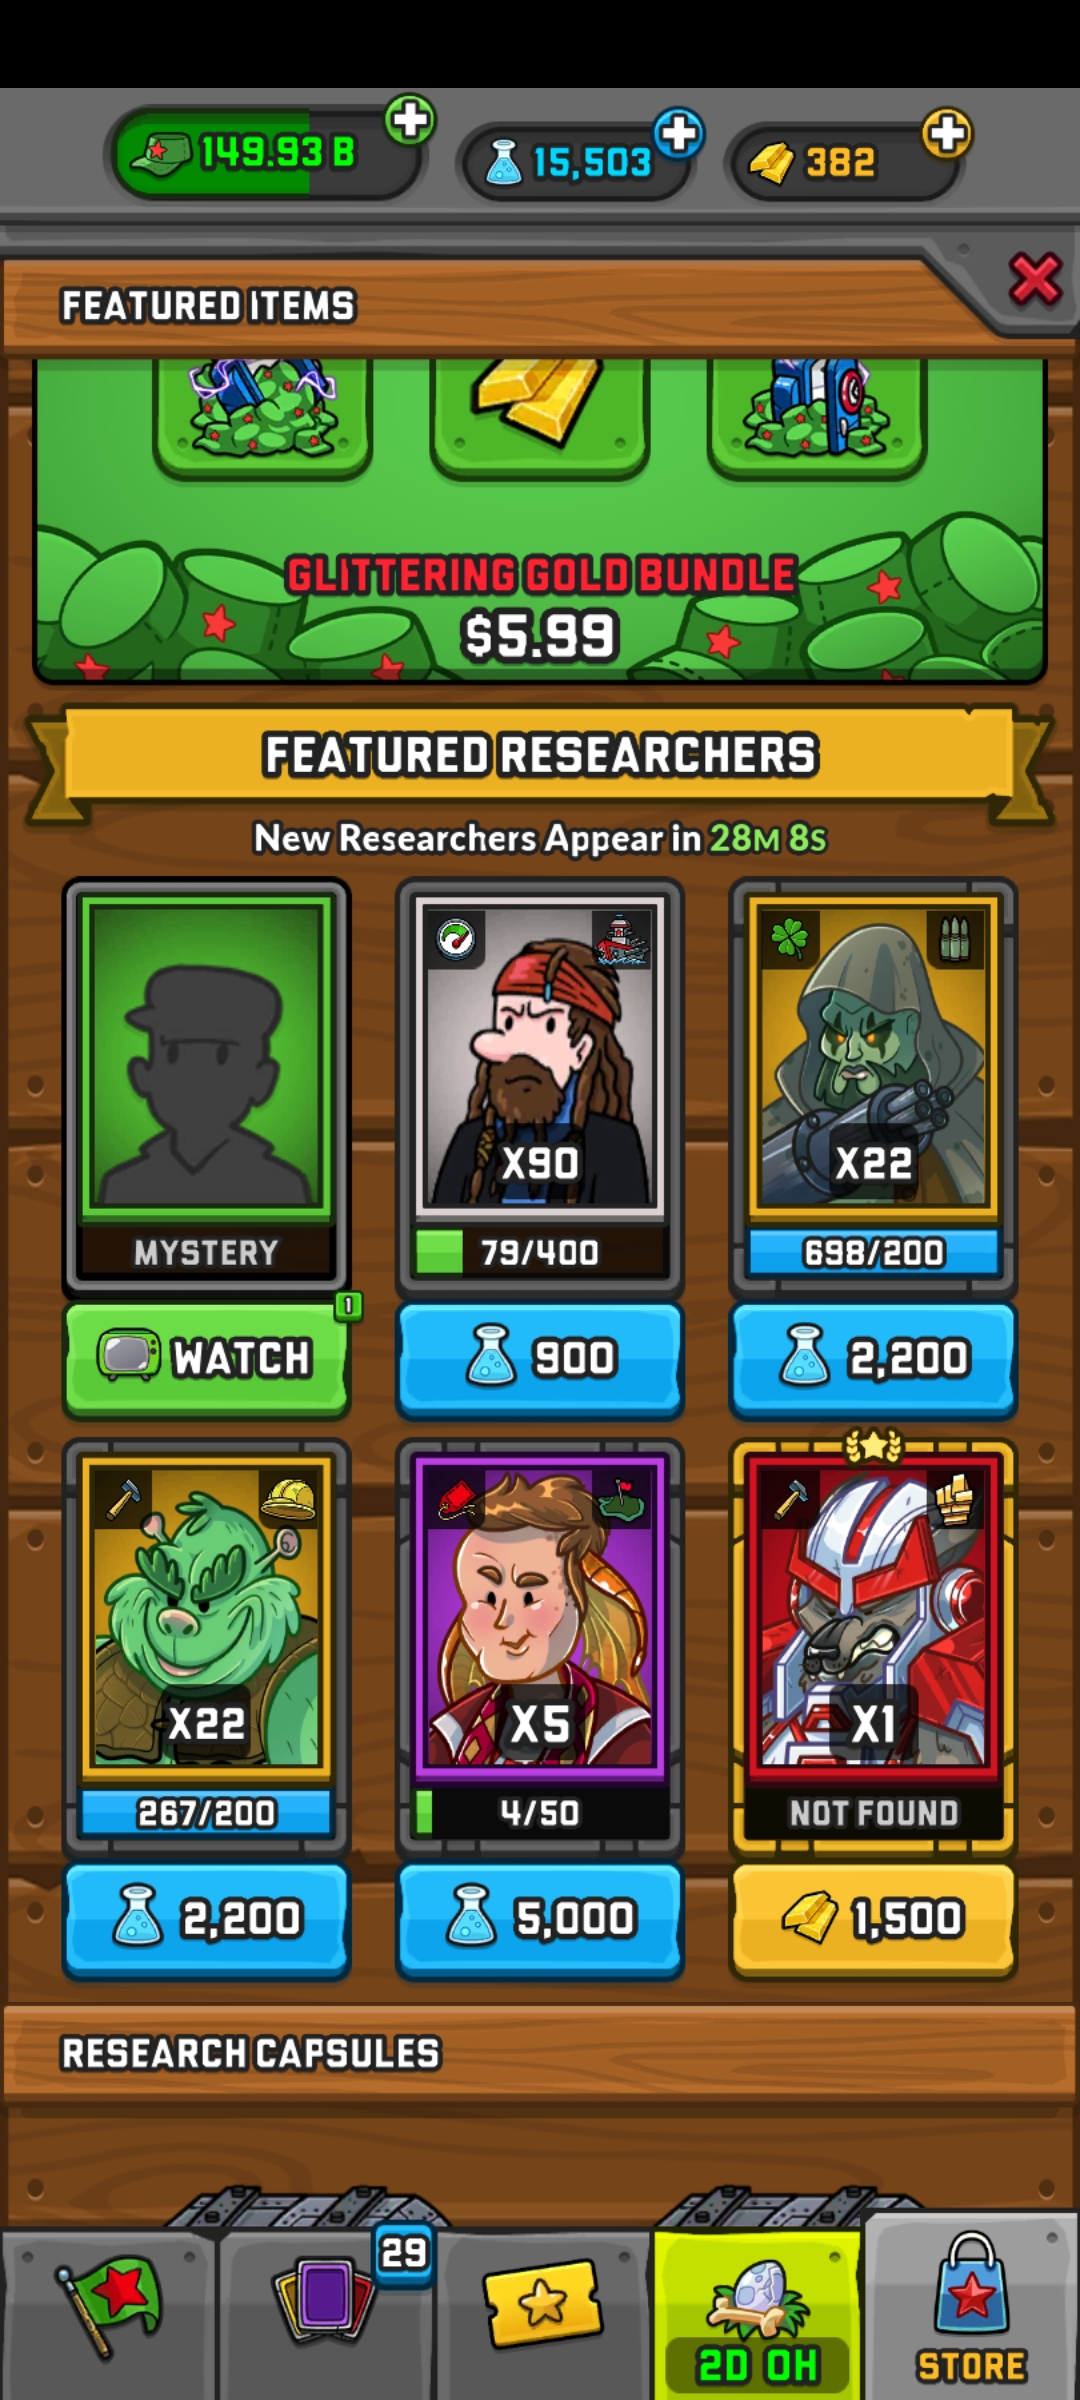 149.93 B
15,503
382
FEATURED ITEMS
GLITTERING GOLD BUNDLE
$5.99
FEATURED RESEARCHERS
New Researchers Appear in 28M 8S
X90
X22
MYSTERY
79/400
698/200
1
WATCH
900
2,200
X22
X5
X1
267/200
4/50
NOT FOUND
2,200
5,000
1,500
RESEARCH CAPSULES
29
2D 0H
STORE